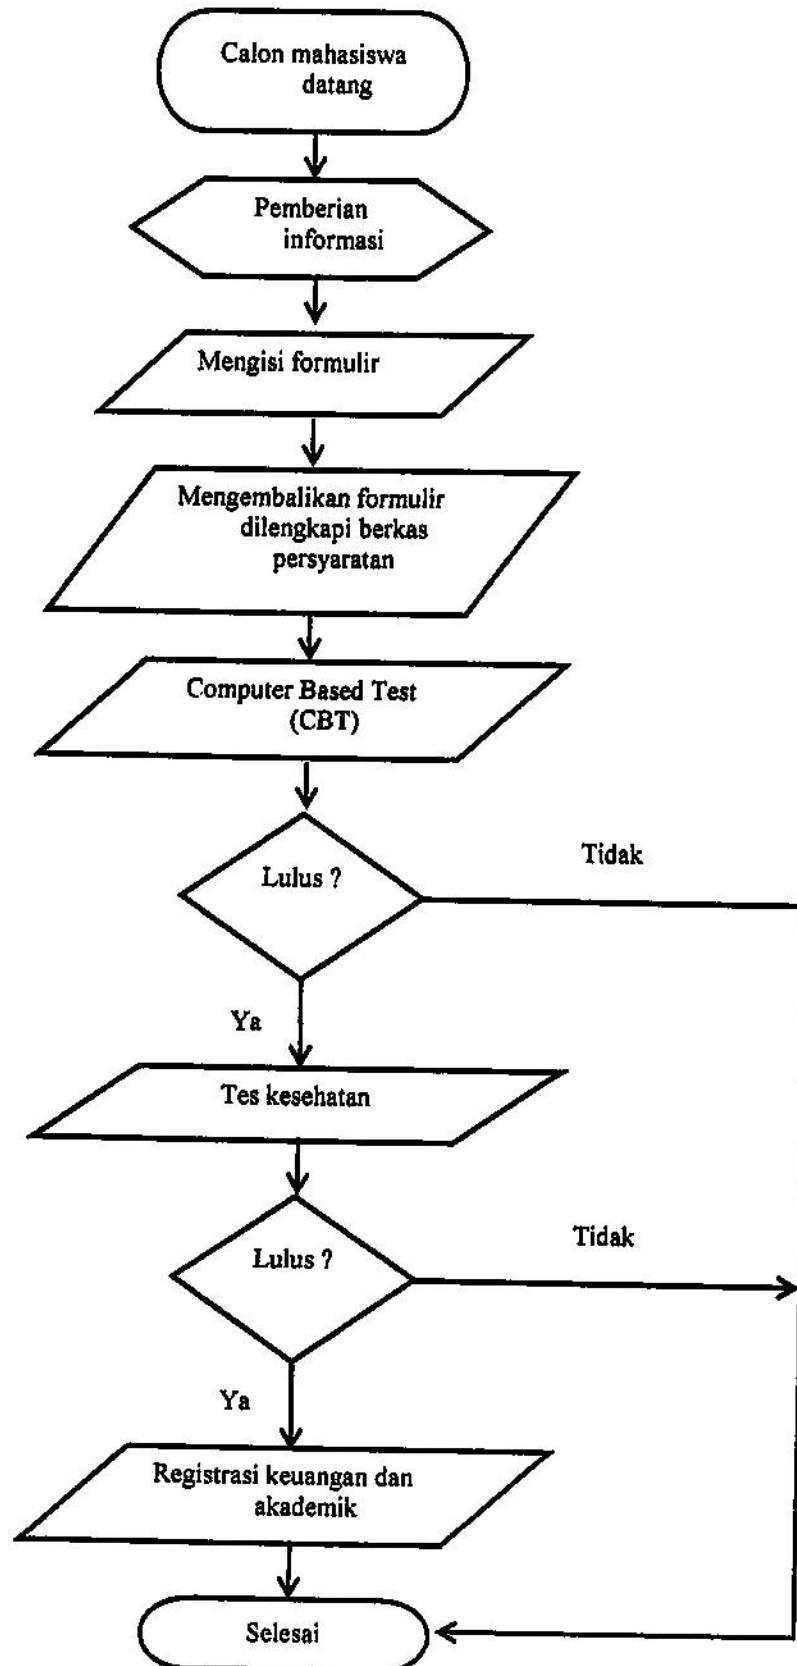 Calon mahasiswa
datang
Pemberian
informasi
Mengisi formulir
Mengembalikan formulir
dilengkapi berkas
persyaratan
Computer Based Test
(CBT)
Lulus ?
Tidak
Ya
Tes kesehatan
Lulus ?
Tidak
Ya
Registrasi keuangan dan
akademik
Selesai